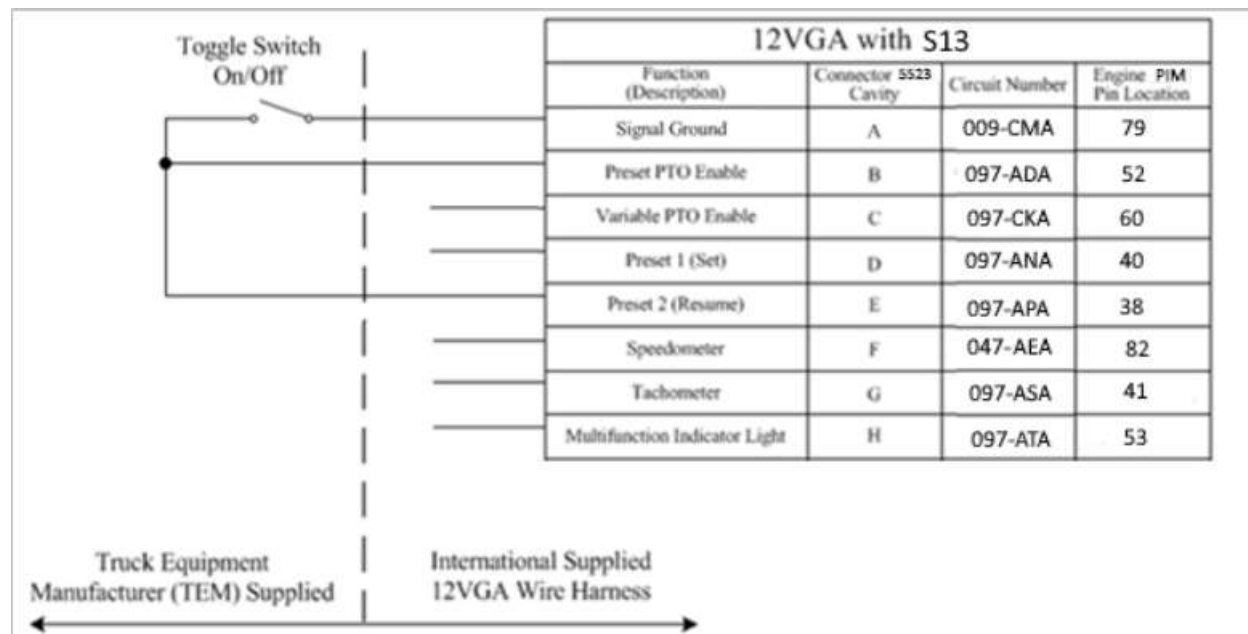 Toggle Switch
On/Off
12VGA with S13
Function
(Description)
Connector 5523
Cavity
Circuit Number
Engine PIM
Pin Location
Signal Ground A 009-CMA 79
Preset PTO Enable B 097-ADA 52
Variable PTO Enable C 097-CKA 60
Preset 1 (Set) D 097-ANA 40
Preset 2 (Resume) E 097-APA 38
Speedometer F 047-AEA 82
Tachometer G 097-ASA 41
Multifunction Indicator Light H 097-ATA 53
Truck Equipment
Manufacturer (TEM) Supplied
International Supplied
12VGA Wire Harness